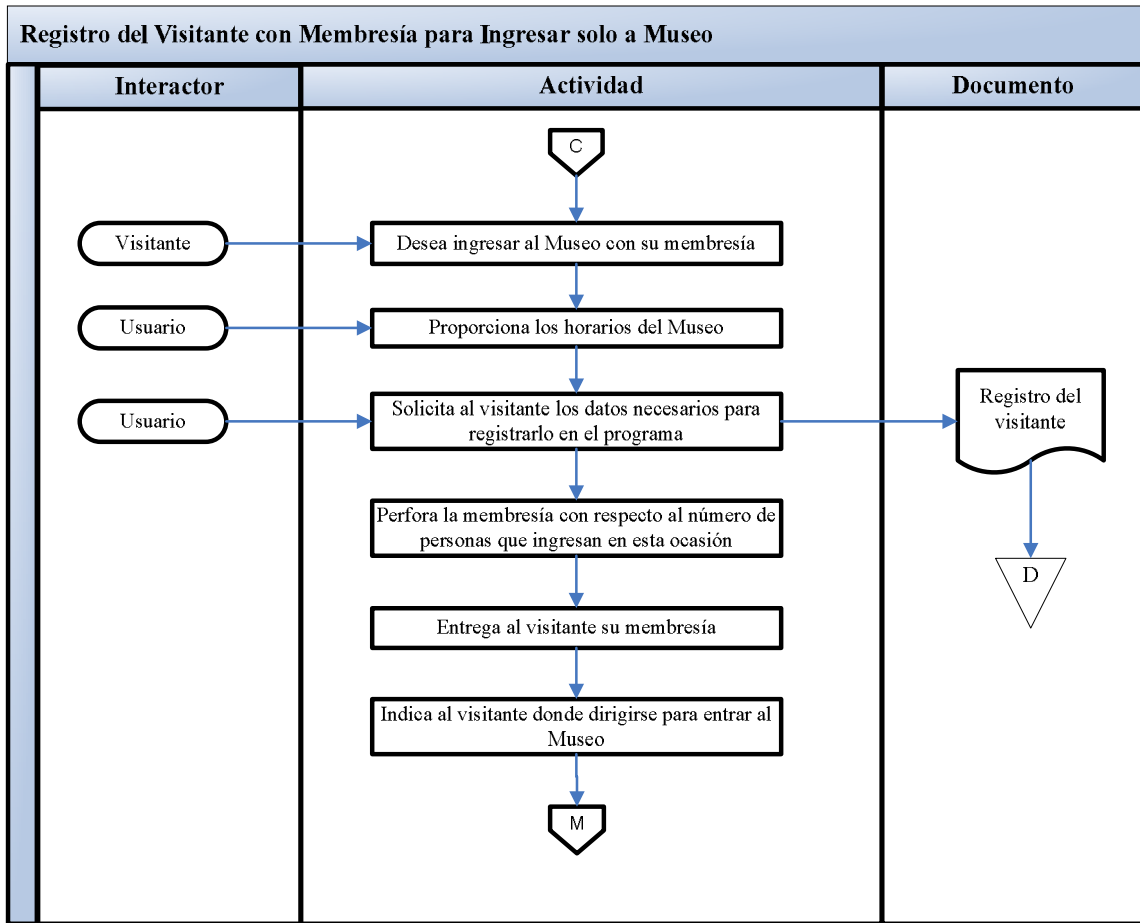 Registro del Visitante con Membresía para Ingresar solo a Museo
Interactor
Actividad
Documento
C
Visitante
Desea ingresar al Museo con su membresía
Usuario
Proporciona los horarios del Museo
Usuario
Solicita al visitante los datos necesarios para
registrarlo en el programa
Registro del
visitante
Perfora la membresía con respecto al número de
personas que ingresan en esta ocasión
D
Entrega al visitante su membresía
Indica al visitante donde dirigirse para entrar al
Museo
M